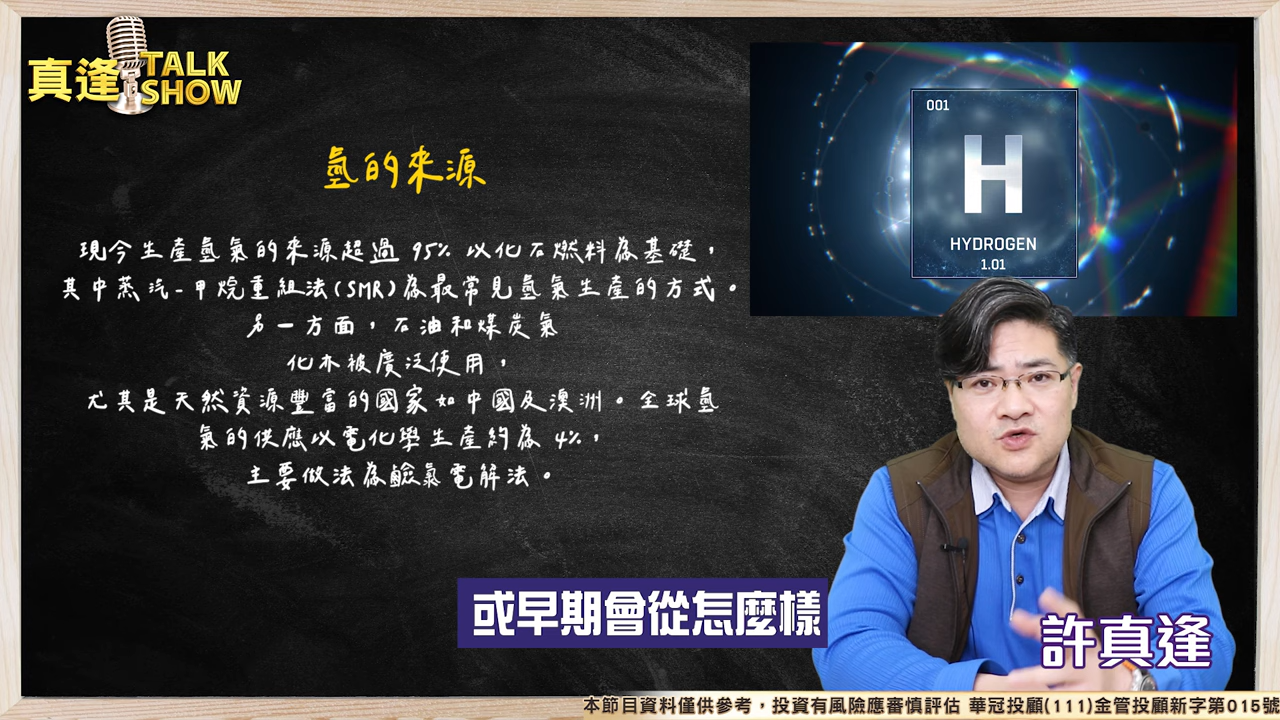 真逢 TALK SHOW
氫的來源
現今生產氫氣的來源超過 95% 以化石燃料為基礎，
其中蒸汽-甲烷重組法(SMR)為最常見氫氣生產的方式。
另一方面，石油和煤炭氣
化亦被廣泛使用，
尤其是天然資源豐富的國家如中國及澳洲。全球氫
氣的供應以電化學生產約為 4%，
主要做法為鹼氯電解法。
001
H
HYDROGEN
1.01
或早期會從怎麼樣
許真逢
本節目資料僅供參考，投資有風險應審慎評估 華冠投顧(111)金管投顧新字第015號